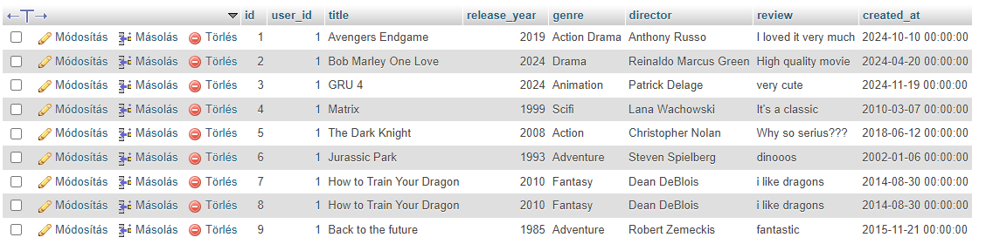 id user_id title release_year genre director review created_at
Módosítás Másolás Törlés 1 1 Avengers Endgame 2019 Action Drama Anthony Russo I loved it very much 2024-10-10 00:00:00
Módosítás Másolás Törlés 2 1 Bob Marley One Love 2024 Drama Reinaldo Marcus Green High quality movie 2024-04-20 00:00:00
Módosítás Másolás Törlés 3 1 GRU 4 2024 Animation Patrick Delage very cute 2024-11-19 00:00:00
Módosítás Másolás Törlés 4 1 Matrix 1999 Scifi Lana Wachowski It's a classic 2010-03-07 00:00:00
Módosítás Másolás Törlés 5 1 The Dark Knight 2008 Action Christopher Nolan Why so serius??? 2018-06-12 00:00:00
Módosítás Másolás Törlés 6 1 Jurassic Park 1993 Adventure Steven Spielberg dinooos 2002-01-06 00:00:00
Módosítás Másolás Törlés 7 1 How to Train Your Dragon 2010 Fantasy Dean DeBlois i like dragons 2014-08-30 00:00:00
Módosítás Másolás Törlés 8 1 How to Train Your Dragon 2010 Fantasy Dean DeBlois i like dragons 2014-08-30 00:00:00
Módosítás Másolás Törlés 9 1 Back to the future 1985 Adventure Robert Zemeckis fantastic 2015-11-21 00:00:00